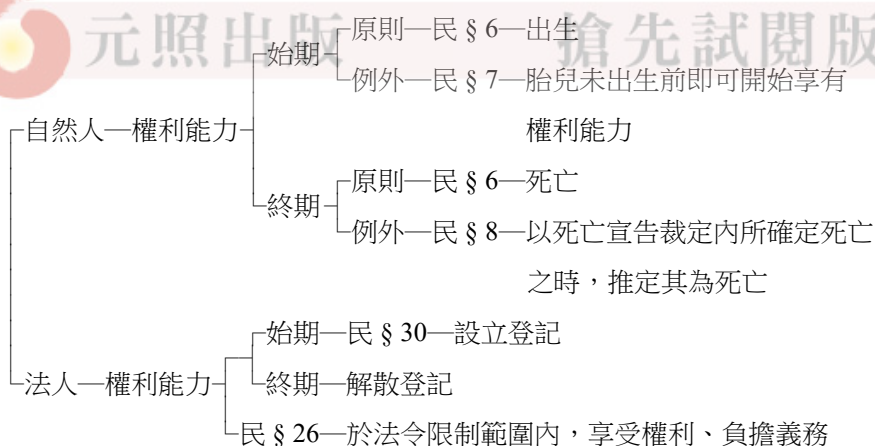 元照出版 搶先試閱版
原則—民§6—出生
始期
例外—民§7—胎兒未出生前即可開始享有
自然人—權利能力
權利能力
原則—民§6—死亡
終期
例外—民§8—以死亡宣告裁定內所確定死亡
之時，推定其為死亡
始期—民§30—設立登記
法人—權利能力
終期—解散登記
民§26—於法令限制範圍內，享受權利、負擔義務